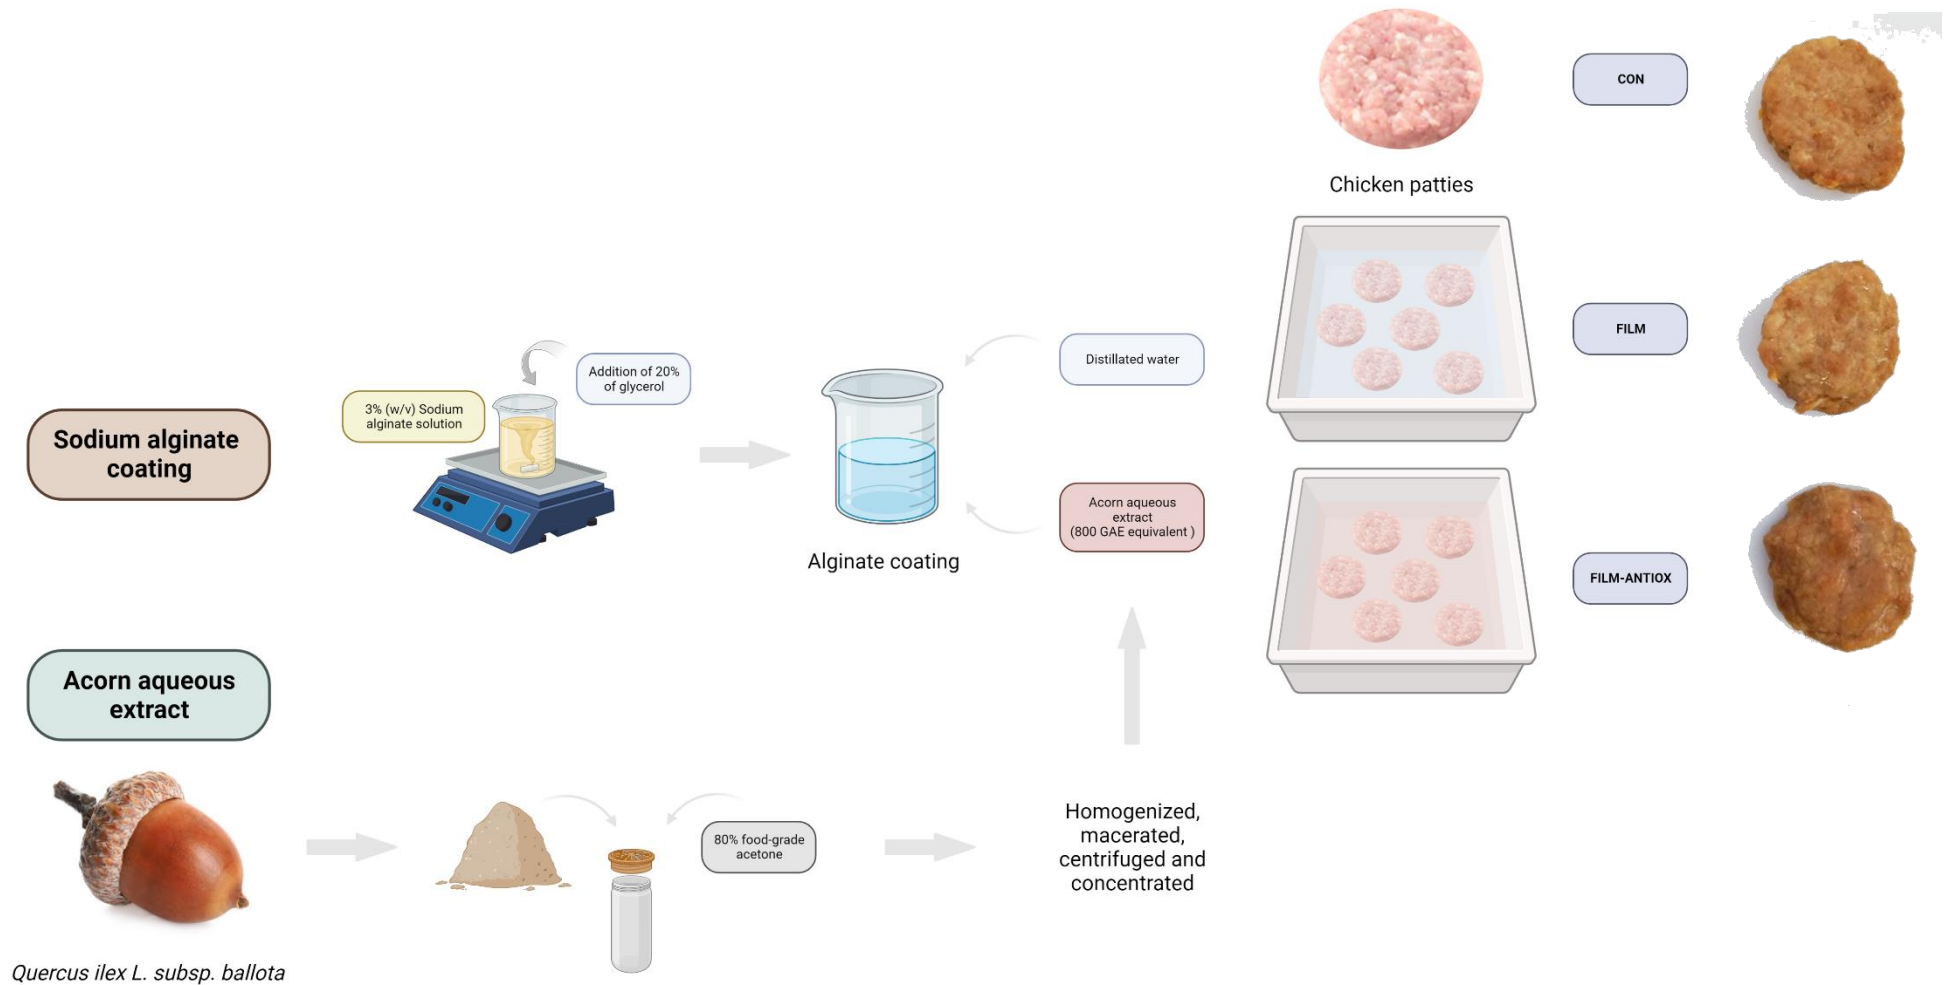 CON
Chicken patties
FILM
Distillated water
Addition of 20%
of glycerol
3% (w/v) Sodium
alginate solution
Sodium alginate
coating
Alginate coating
Acorn aqueous
extract
(800 GAE equivalent )
FILM-ANTIOX
Acorn aqueous
extract
80% food-grade
acetone
Homogenized,
macerated,
centrifuged and
concentrated
Quercus ilex L. subsp. ballota